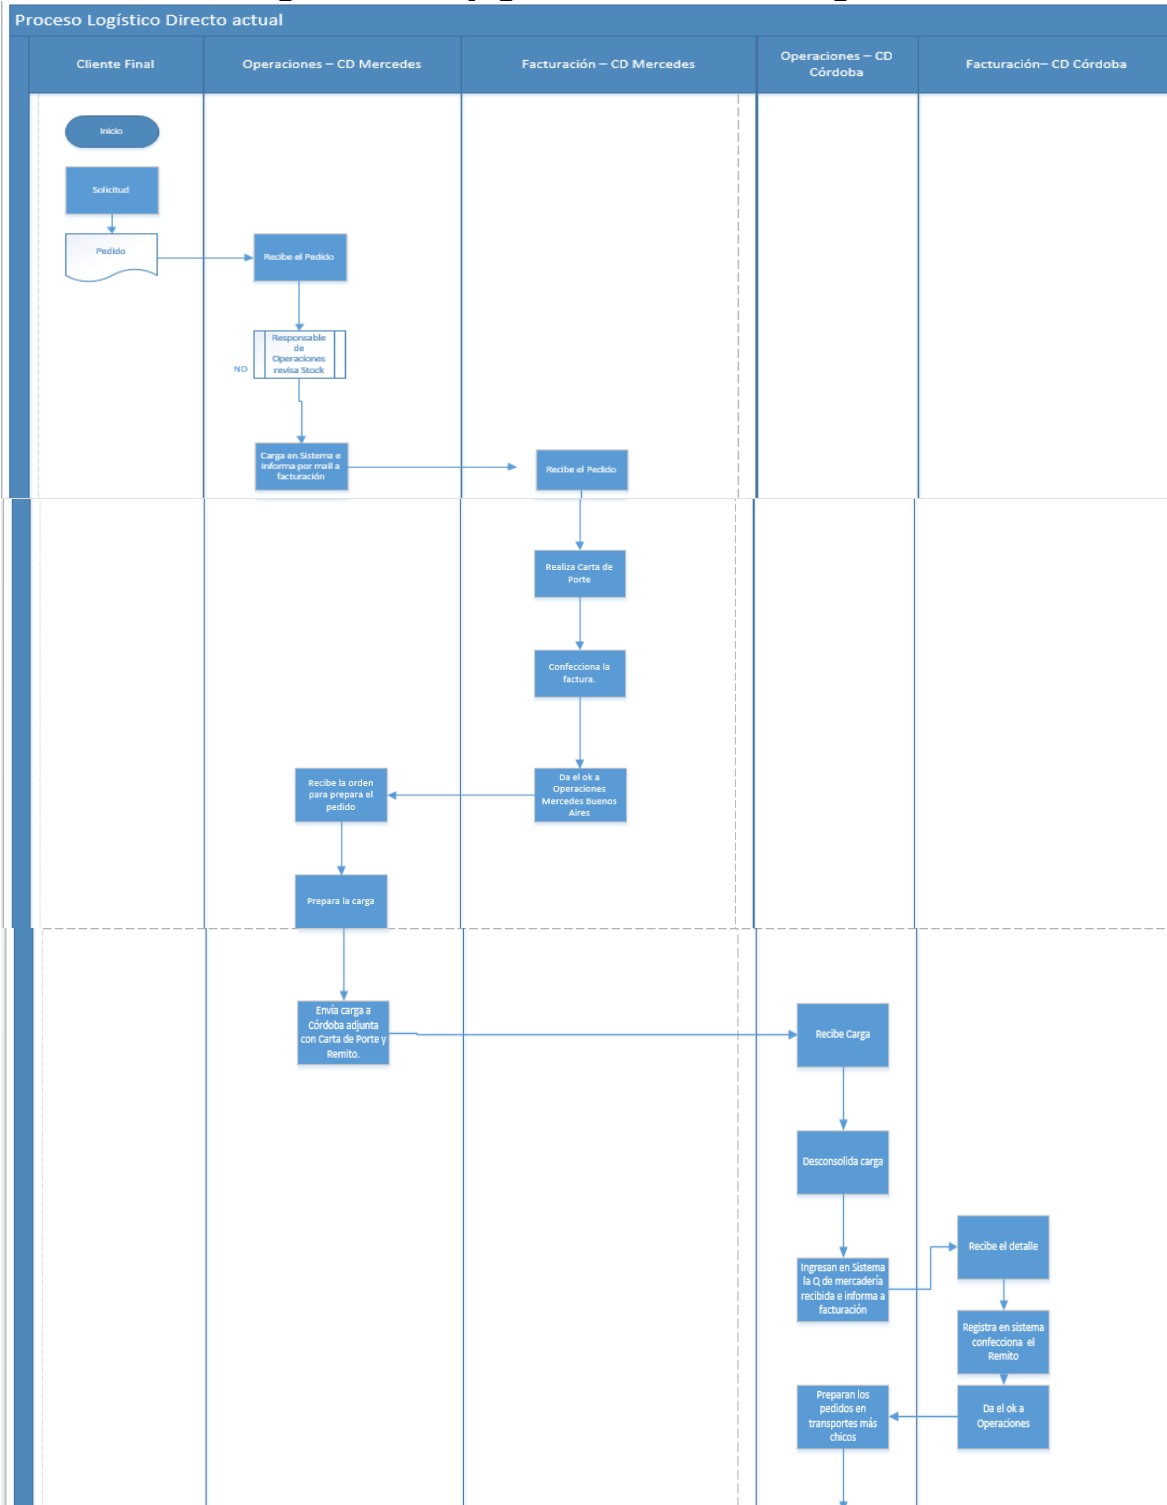 Proceso Logístico Directo actual
Cliente Final
Operaciones – CD Mercedes
Facturación – CD Mercedes
Operaciones – CD
Córdoba
Facturación– CD Córdoba
Inicio
Solicitud
Pedido
Recibe el Pedido
Responsable
de
Operaciones
revisa Stock
NO
Carga en Sistema e
informa por mail a
facturación
Recibe el Pedido
Realiza Carta de
Porte
Confecciona la
factura.
Da el ok a
Operaciones
Mercedes Buenos
Aires
Recibe la orden
para prepara el
pedido
Prepara la carga
Envía carga a
Córdoba adjunta
con Carta de Porte y
Remito.
Recibe Carga
Desconsolida carga
Ingresan en Sistema
la Q de mercadería
recibida e informa a
facturación
Recibe el detalle
Registra en sistema
confecciona el
Remito
Da el ok a
Operaciones
Preparan los
pedidos en
transportes más
chicos